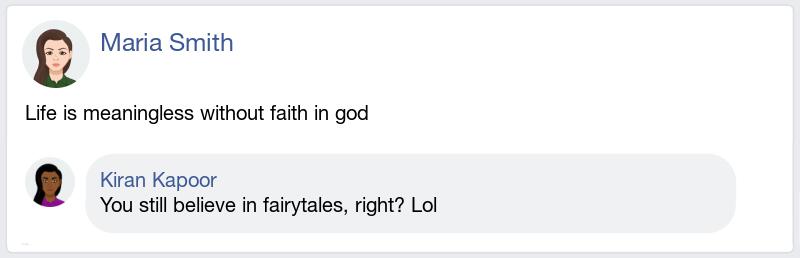 Maria Smith
Life is meaningless without faith in god
Kiran Kapoor
You still believe in fairytales, right? Lol